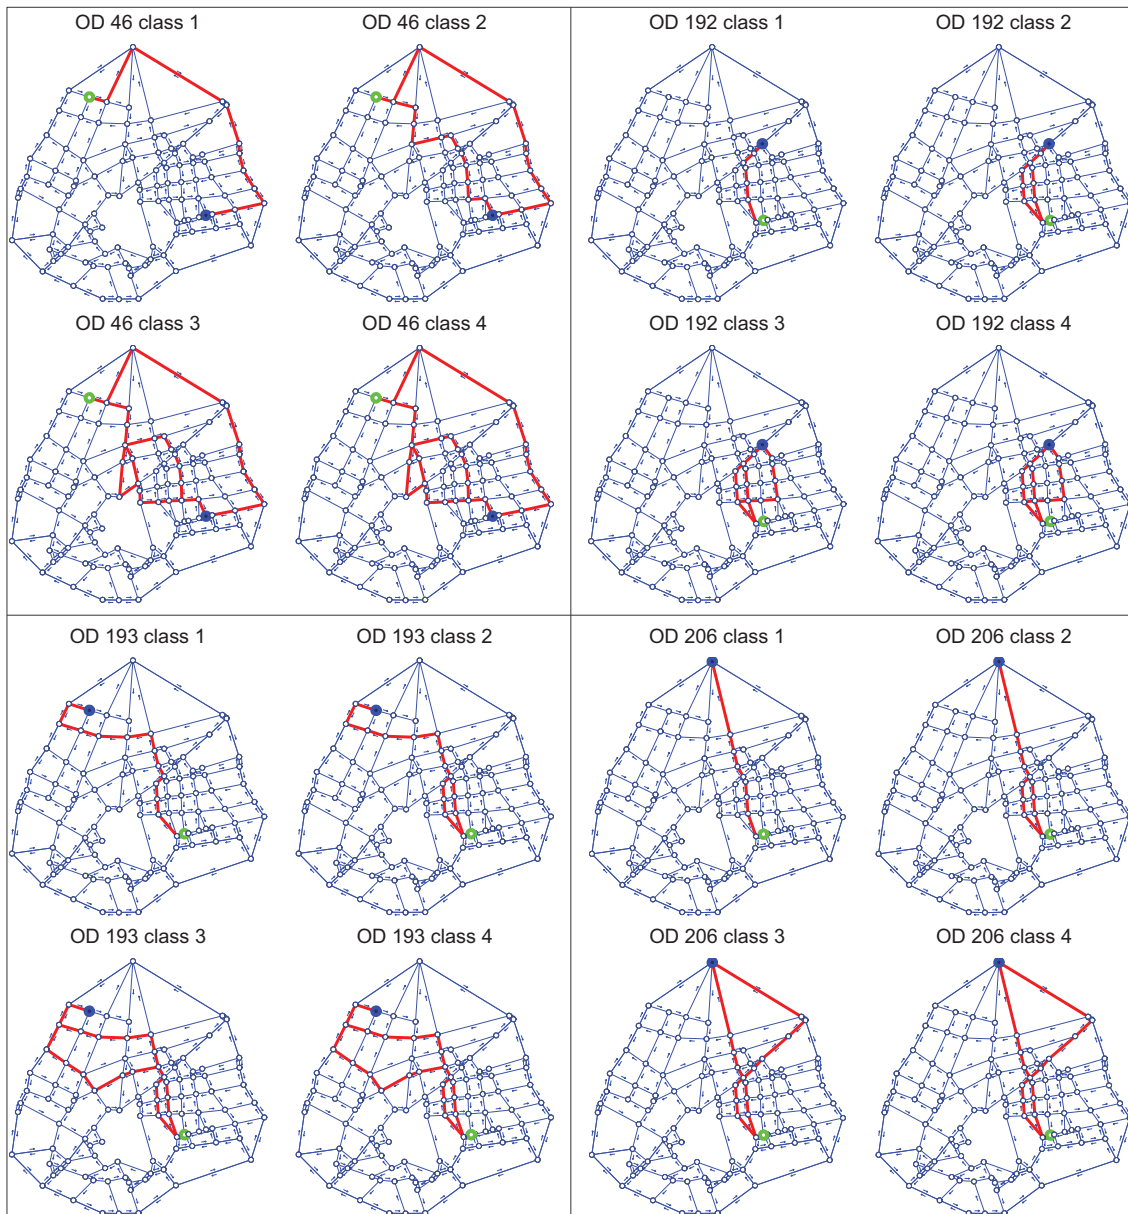 OD 46 class 1
OD 46 class 2
OD 192 class 1
OD 192 class 2
OD 46 class 3
OD 46 class 4
OD 192 class 3
OD 192 class 4
OD 193 class 1
OD 193 class 2
OD 206 class 1
OD 206 class 2
OD 193 class 3
OD 193 class 4
OD 206 class 3
OD 206 class 4